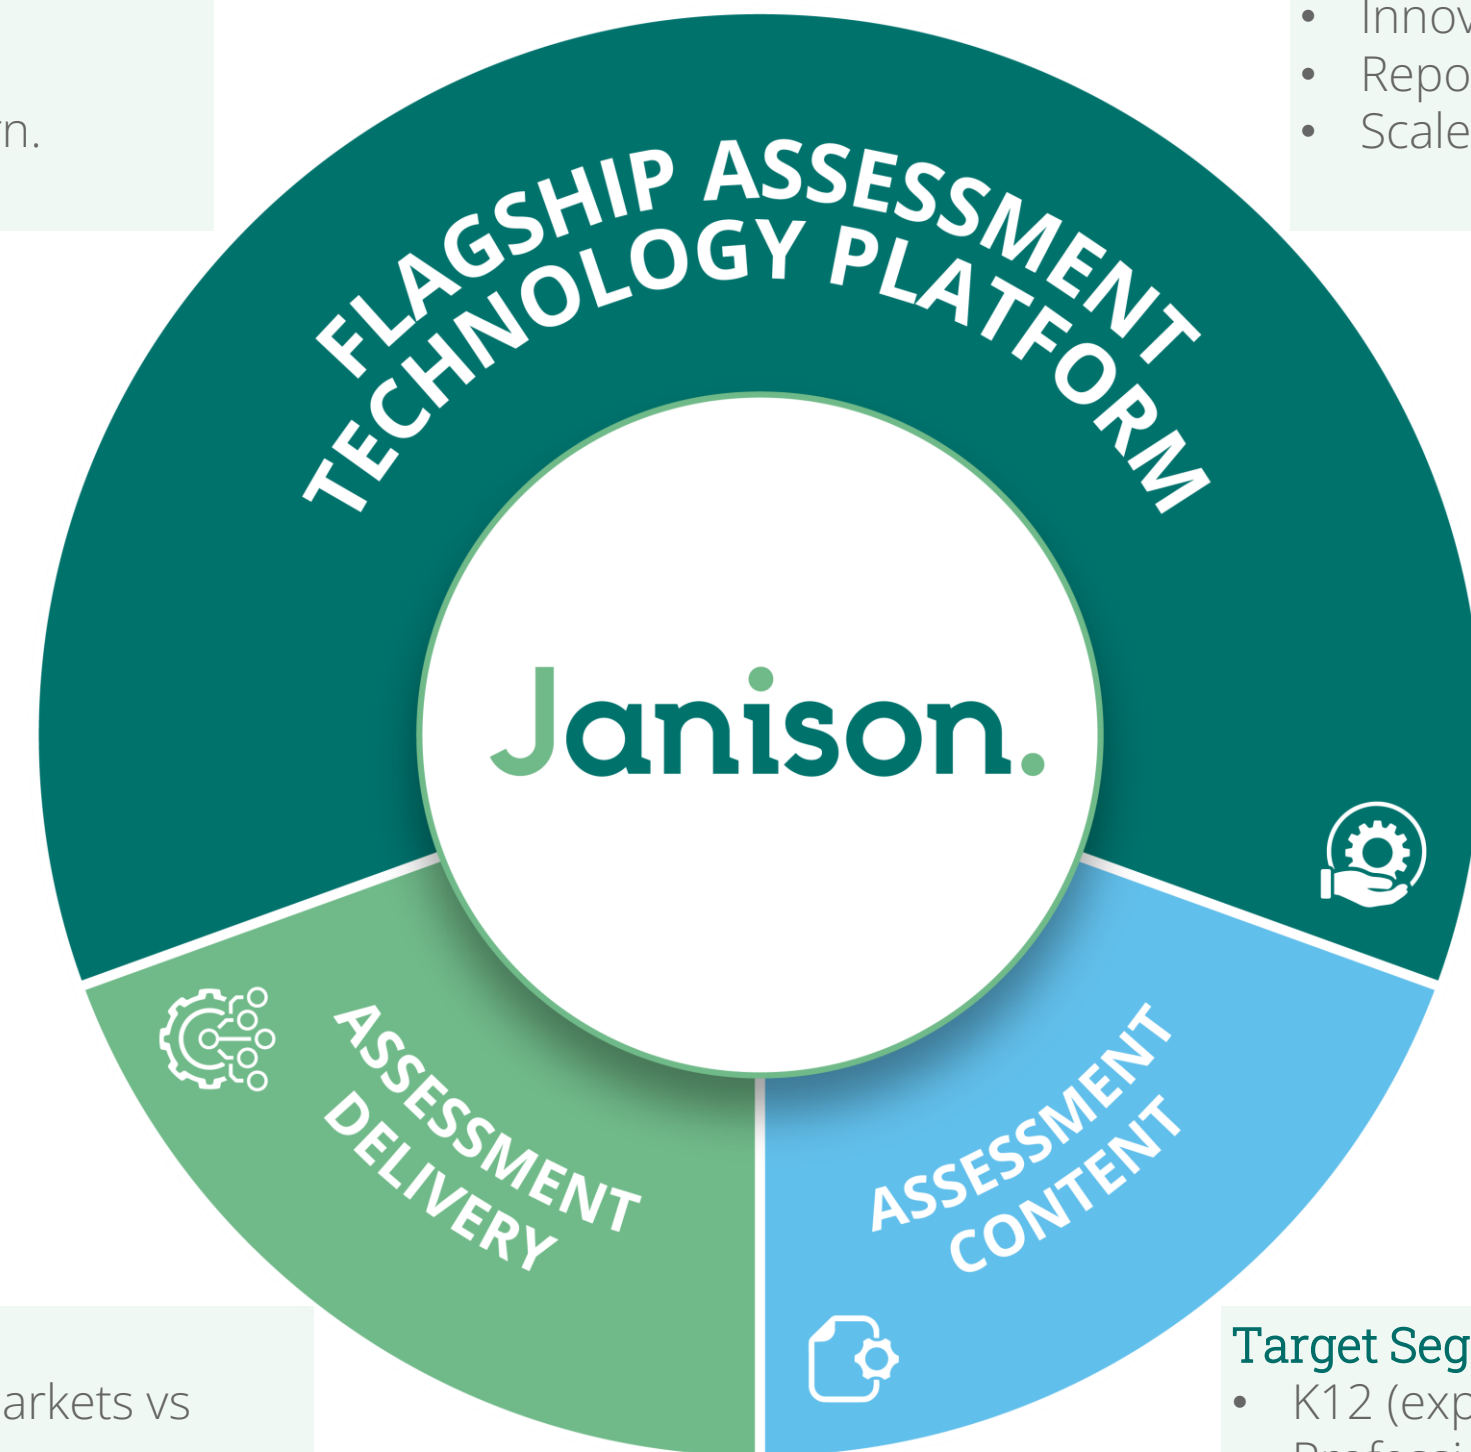 n.
• Innov
• Repo
• Scale
FLAGSHIP ASSESSMENT
TECHNOLOGY PLATFORM
Janison.
ASSESSMENT
DELIVERY
ASSESSMENT
CONTENT
arkets vs
Target Seg
• K12 (exp